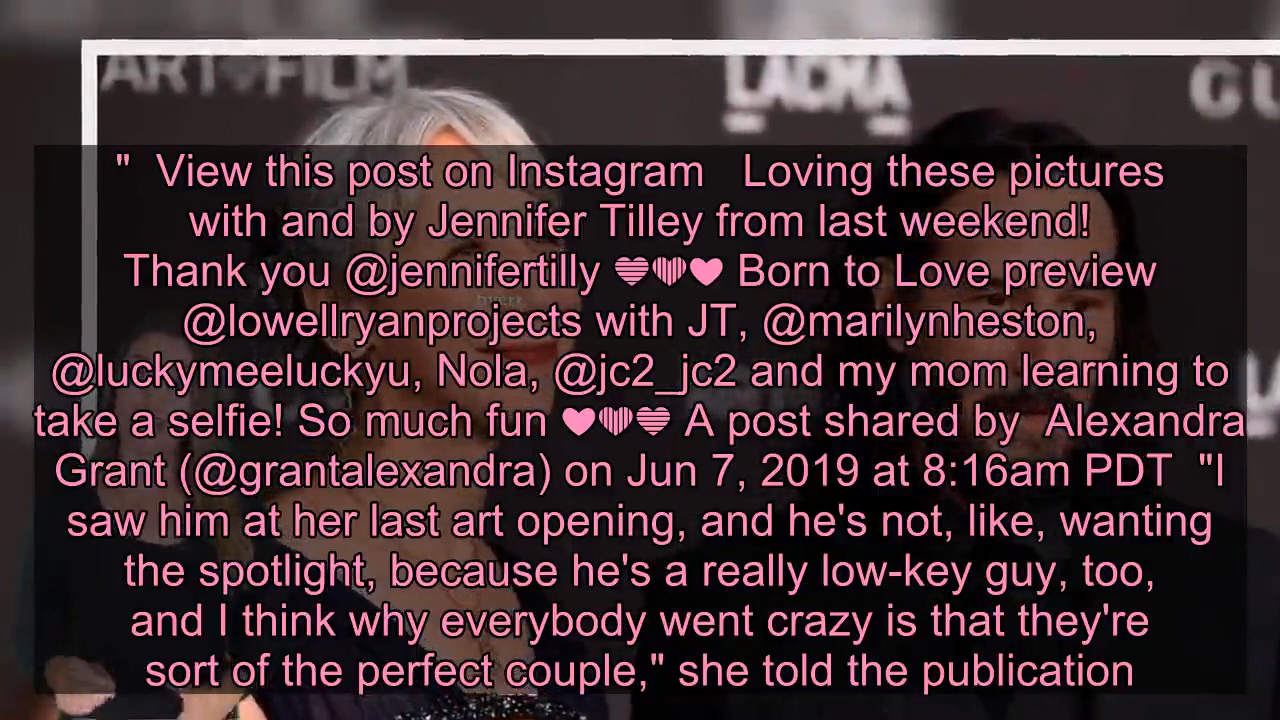 ART♥FILM
LACMA
GU
"  View this post on Instagram   Loving these pictures
with and by Jennifer Tilley from last weekend!
Thank you @jennifertilly ♥♥♥ Born to Love preview
@lowellryanprojects with JT, @marilynheston,
@luckymeeluckyu, Nola, @jc2_jc2 and my mom learning to
take a selfie! So much fun ♥♥♥ A post shared by  Alexandra
Grant (@grantalexandra) on Jun 7, 2019 at 8:16am PDT  "I
saw him at her last art opening, and he's not, like, wanting
the spotlight, because he's a really low-key guy, too,
and I think why everybody went crazy is that they're
sort of the perfect couple," she told the publication